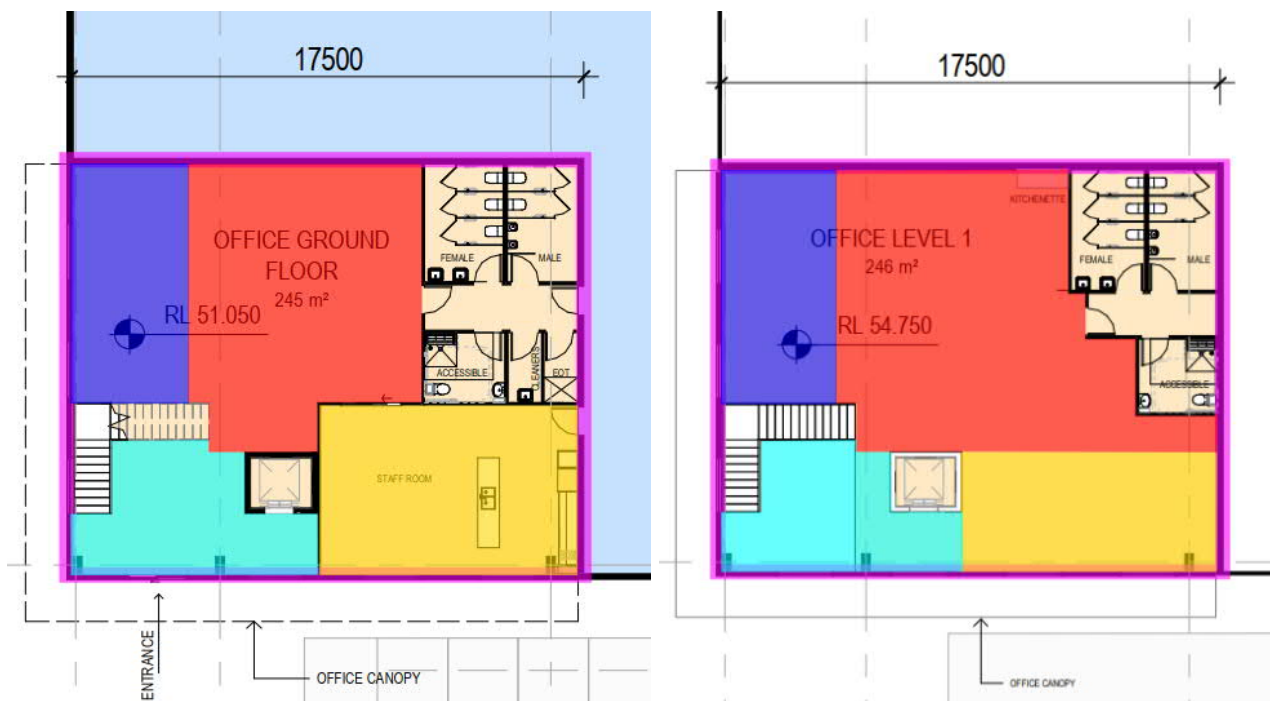 17500
OFFICE GROUND
FLOOR
245 m²
RL 51.050
FEMALE
MALE
ACCESSIBLE
CLEANERS
EOT
STAFF ROOM
ENTRANCE
OFFICE CANOPY
17500
KITCHENETTE
OFFICE LEVEL 1
246 m²
RL 54.750
FEMALE
MALE
ACCESSIBLE
OFFICE CANOPY